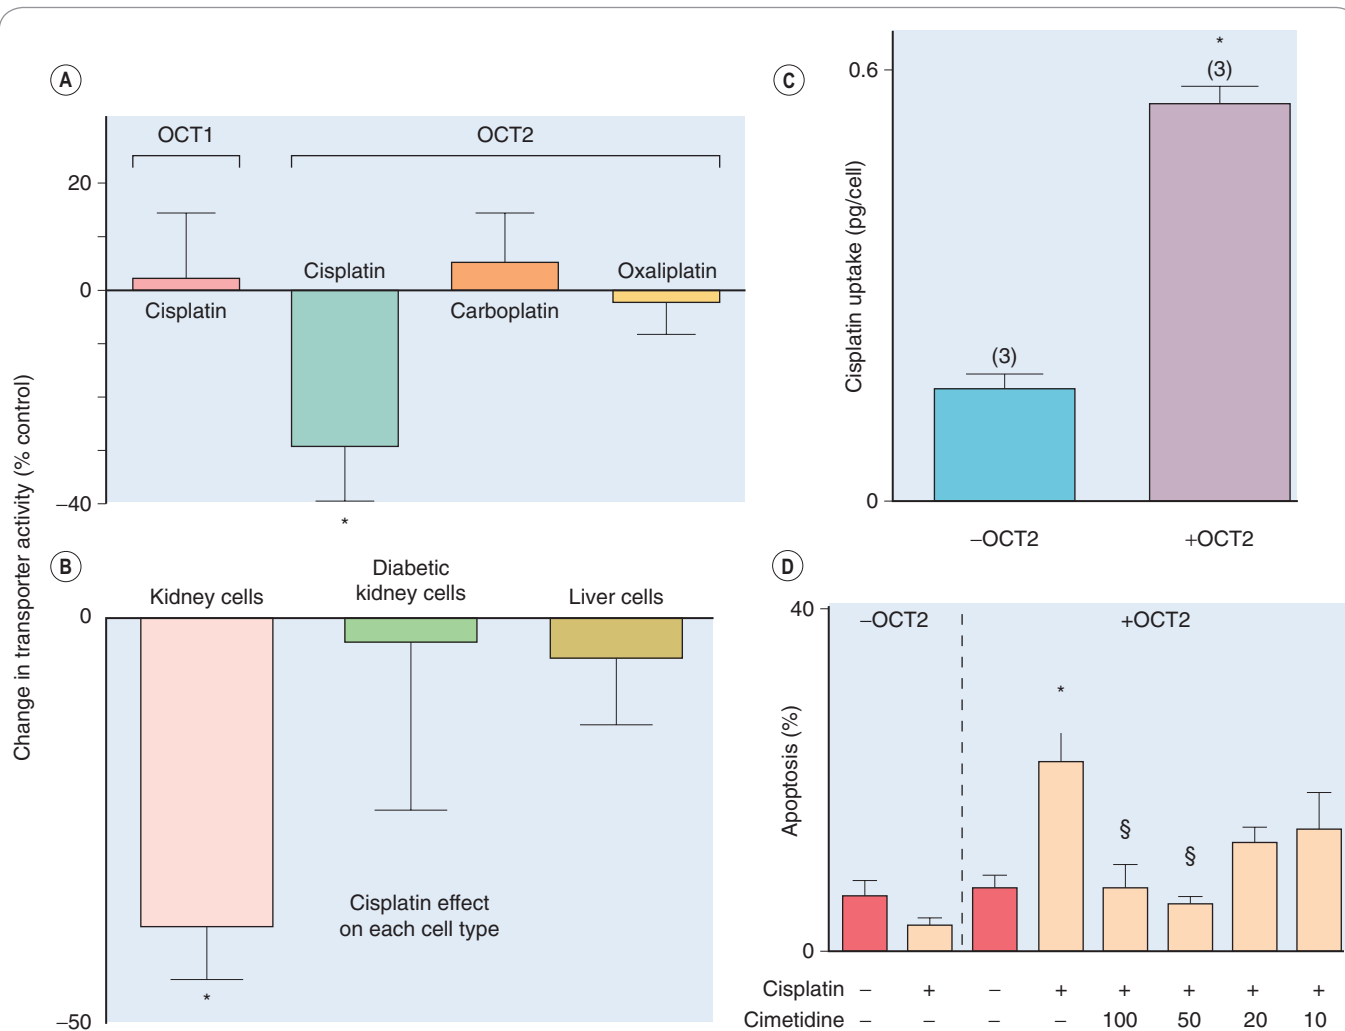 A
OCT1
OCT2
20
0
−40
Cisplatin
Cisplatin
Carboplatin
Oxaliplatin
*
Change in transporter activity (% control)
B
Kidney cells
Diabetic
kidney cells
Liver cells
0
−50
Cisplatin effect
on each cell type
*
C
Cisplatin uptake (pg/cell)
0.6
0
(3)
*
(3)
−OCT2
+OCT2
D
Apoptosis (%)
40
0
−OCT2
+OCT2
*
§
§
Cisplatin − + − + + + + +
Cimetidine − − − − 100 50 20 10